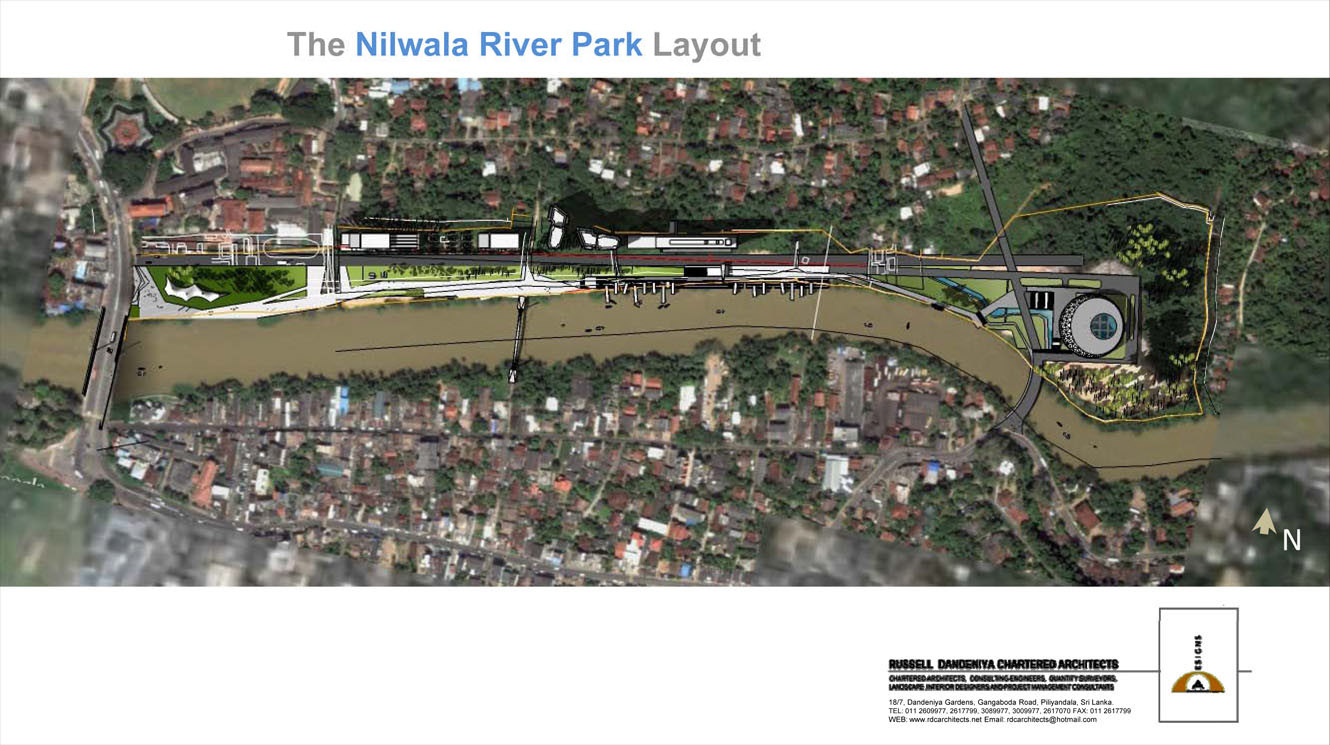 The Nilwala River Park Layout
N
RUSSELL DANDENIYA CHARTERED ARCHITECTS
CHARTERED ARCHITECTS, CONSULTING ENGINEERS, QUANTITY SURVEYORS,
LANDSCAPE, INTERIOR DESIGNERS AND PROJECT MANAGEMENT CONSULTANTS
18/7, Dandeniya Gardens, Gangaboda Road, Piliyandala, Sri Lanka.
TEL: 011 2609977, 2617799, 3089977, 3009977, 2617070 FAX: 011 2617799
WEB: www.rdcarchitects.net Email: rdcarchitects@hotmail.com